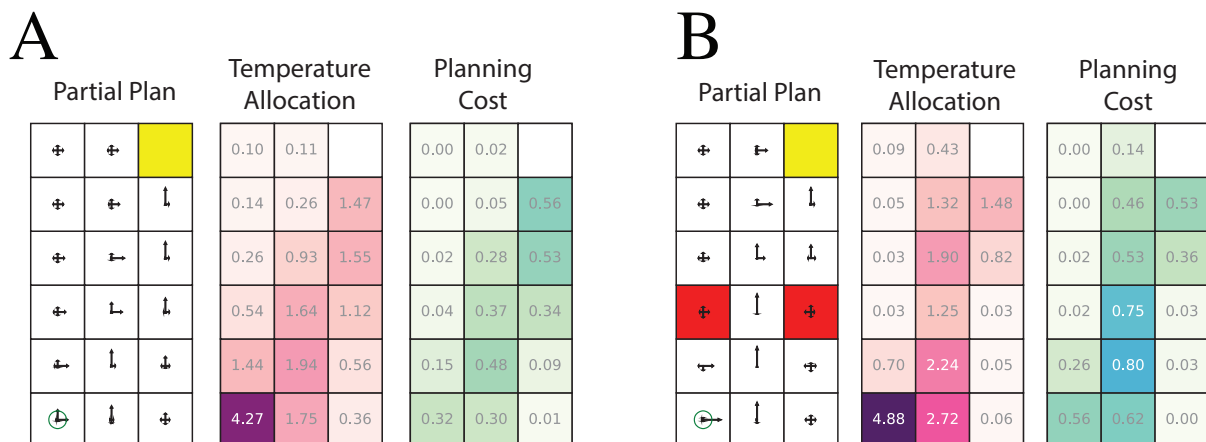 A
Partial Plan
Temperature
Allocation
Planning
Cost
0.10 0.11
0.14 0.26 1.47
0.26 0.93 1.55
0.54 1.64 1.12
1.44 1.94 0.56
4.27 1.75 0.36
0.00 0.02
0.00 0.05 0.56
0.02 0.28 0.53
0.04 0.37 0.34
0.15 0.48 0.09
0.32 0.30 0.01
B
Partial Plan
Temperature
Allocation
Planning
Cost
0.09 0.43
0.05 1.32 1.48
0.03 1.90 0.82
0.03 1.25 0.03
0.70 2.24 0.05
4.88 2.72 0.06
0.00 0.14
0.00 0.46 0.53
0.02 0.53 0.36
0.02 0.75 0.03
0.26 0.80 0.03
0.56 0.62 0.00